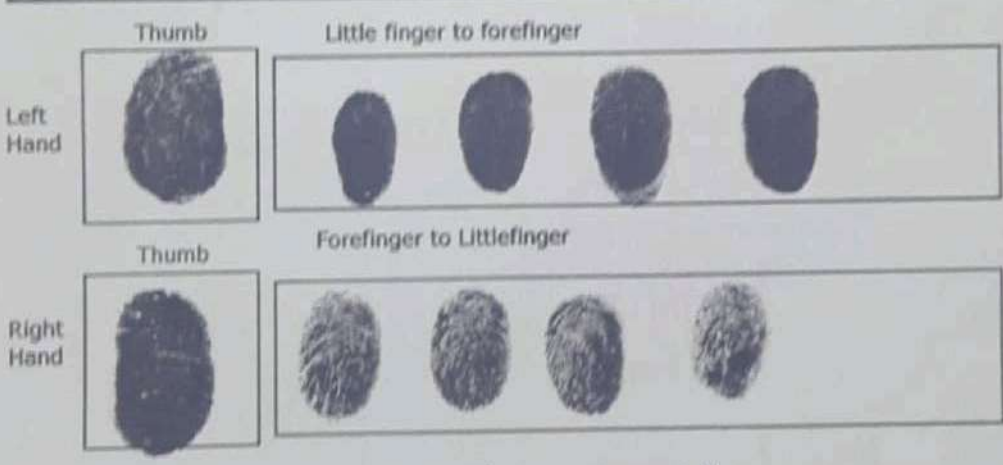 Thumb
Little finger to forefinger
Left
Hand
Thumb
Forefinger to Littlefinger
Right
Hand